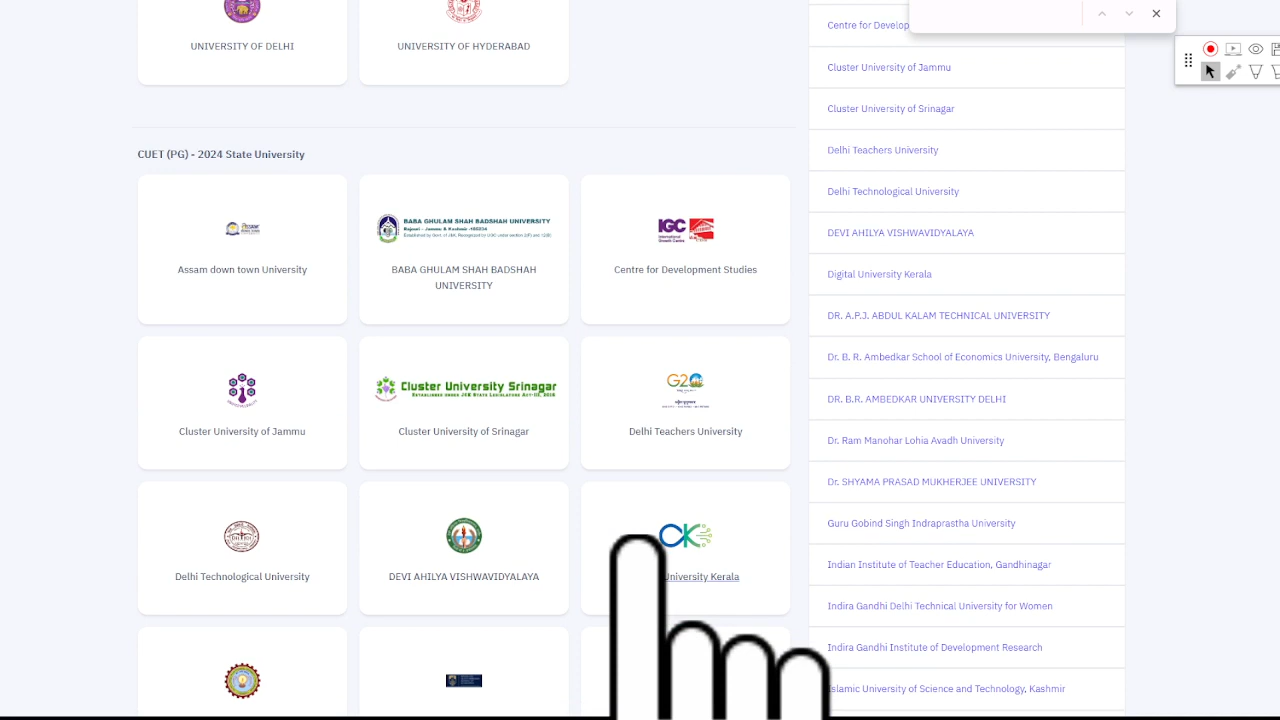 UNIVERSITY OF DELHI
UNIVERSITY OF HYDERABAD
CUET (PG) - 2024 State University
Assam down town University
BABA GHULAM SHAH BADSHAH UNIVERSITY
Rajouri - Jammu & Kashmir -185234
BABA GHULAM SHAH BADSHAH
UNIVERSITY
IGC
Centre for Development Studies
Cluster University of Jammu
Cluster University Srinagar
Cluster University of Srinagar
G20
Delhi Teachers University
Delhi Technological University
DEVI AHILYA VISHWAVIDYALAYA
University Kerala
Centre for Develop
Cluster University of Jammu
Cluster University of Srinagar
Delhi Teachers University
Delhi Technological University
DEVI AHILYA VISHWAVIDYALAYA
Digital University Kerala
DR. A.P.J. ABDUL KALAM TECHNICAL UNIVERSITY
Dr. B. R. Ambedkar School of Economics University, Bengaluru
DR. B.R. AMBEDKAR UNIVERSITY DELHI
Dr. Ram Manohar Lohia Avadh University
Dr. SHYAMA PRASAD MUKHERJEE UNIVERSITY
Guru Gobind Singh Indraprastha University
Indian Institute of Teacher Education, Gandhinagar
Indira Gandhi Delhi Technical University for Women
Indira Gandhi Institute of Development Research
Islamic University of Science and Technology, Kashmir